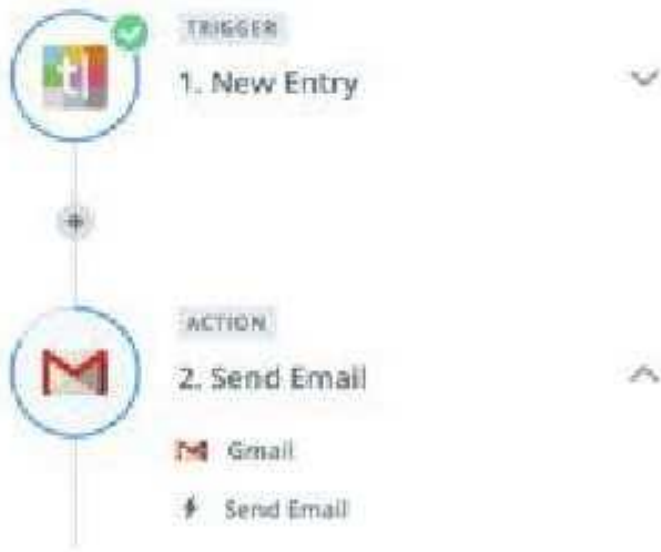 TRIGGER
1. New Entry
ACTION
2. Send Email
Gmail
Send Email